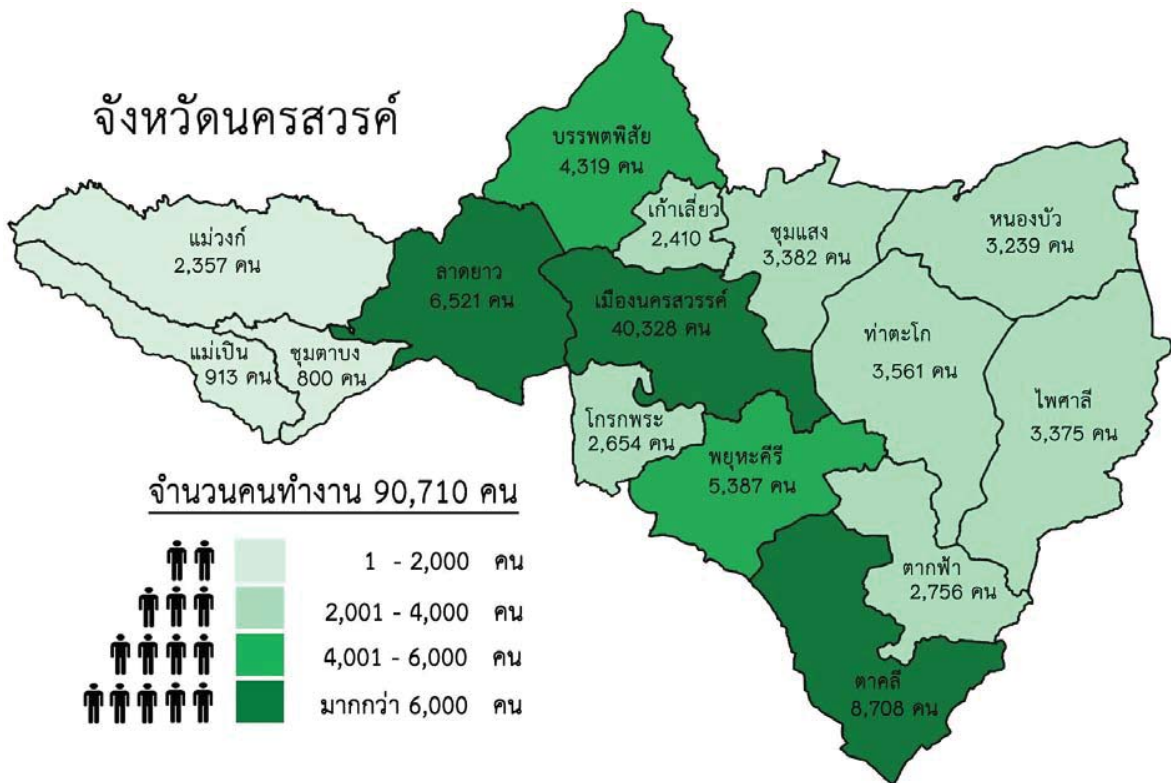 จังหวัดนครสวรค์
บรรพตพิสัย
4,319 คน
เก้าเลี่ยว
2,410
ชุมแสง
3,382 คน
หนองบัว
3,239 คน
แม่วงก์
2,357 คน
ลาดยาว
6,521 คน
เมืองนครสวรรค์
40,328 คน
ท่าตะโก
3,561 คน
แม่เปิน
913 คน
ชุมตาบง
800 คน
ไพศาลี
3,375 คน
โกรกพระ
2,654 คน
พยุหะคีรี
5,387 คน
ตากฟ้า
2,756 คน
ตาคลี
8,708 คน
จำนวนคนทำงาน 90,710 คน
1 - 2,000 คน
2,001 - 4,000 คน
4,001 - 6,000 คน
มากกว่า 6,000 คน